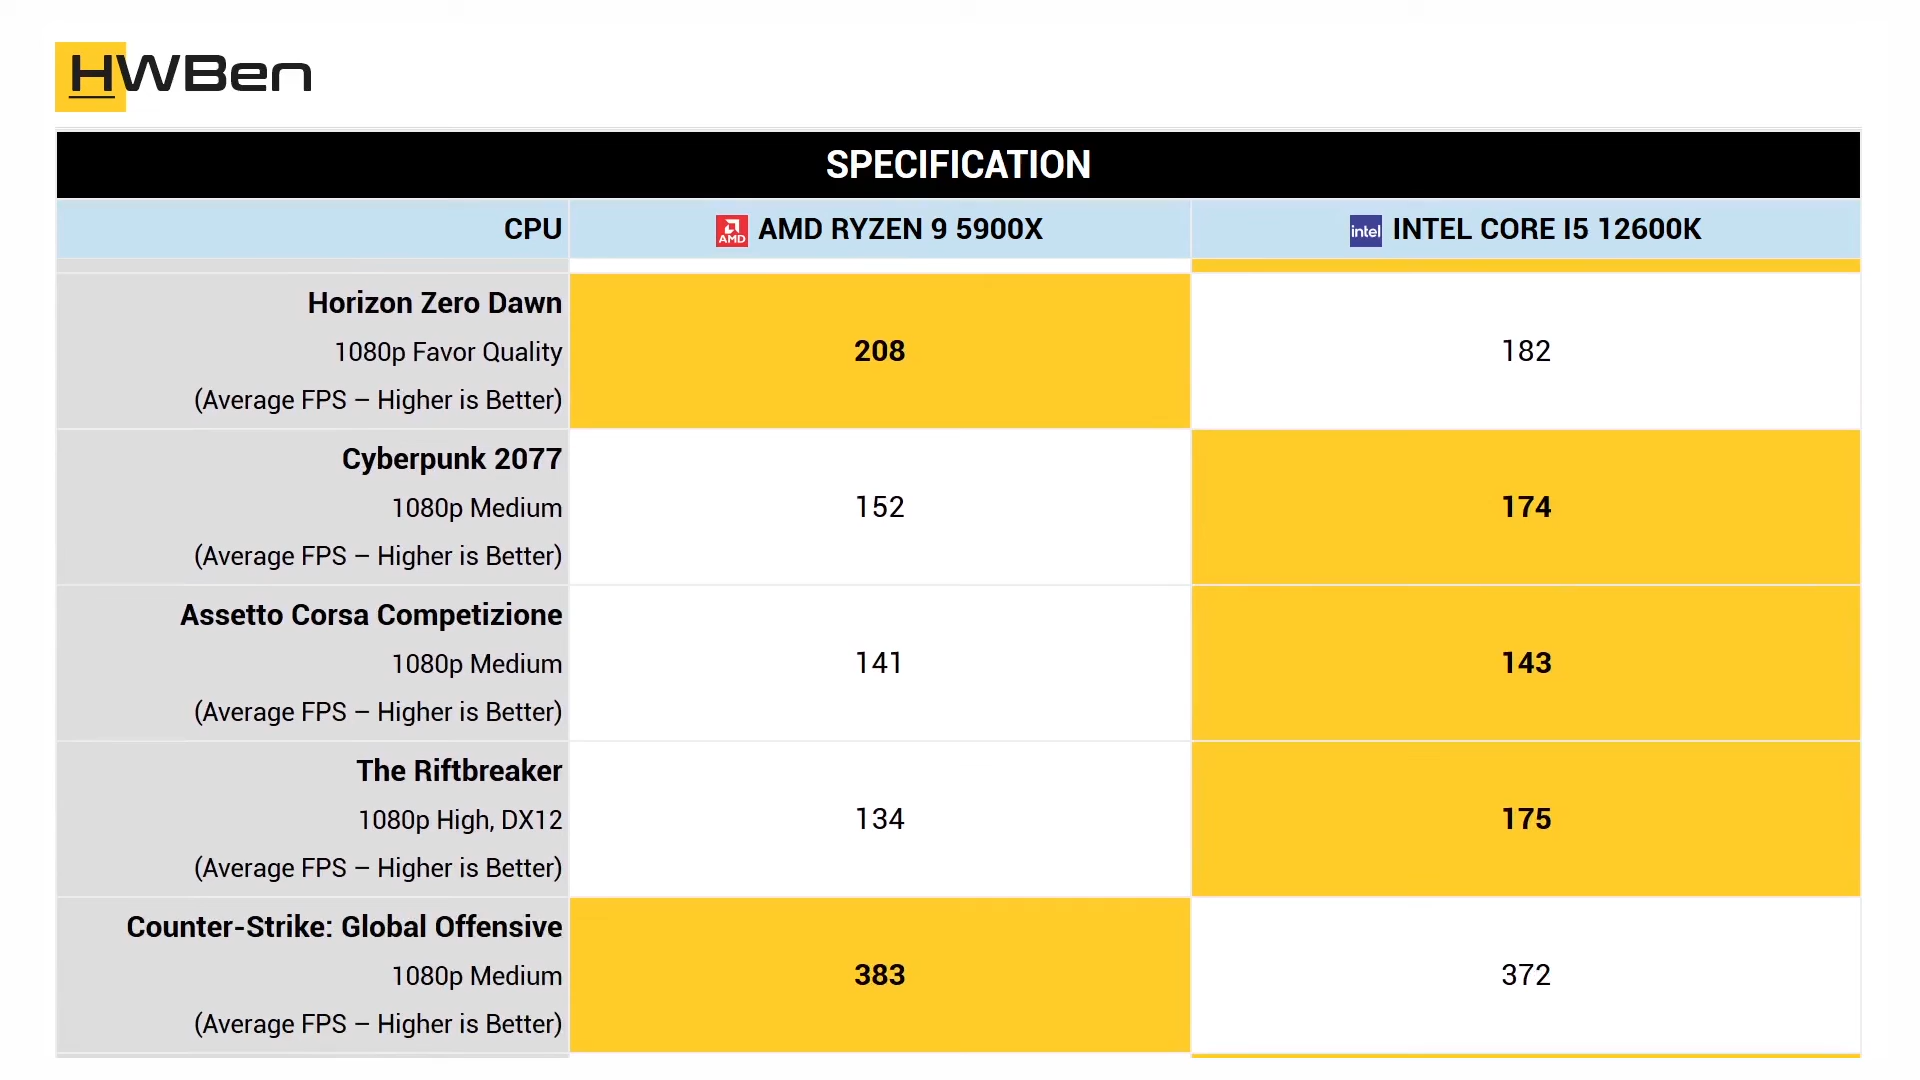 HWBen
SPECIFICATION
CPU
AMD AMD RYZEN 9 5900X
intel INTEL CORE I5 12600K
Horizon Zero Dawn
1080p Favor Quality
(Average FPS – Higher is Better)
208
182
Cyberpunk 2077
1080p Medium
(Average FPS – Higher is Better)
152
174
Assetto Corsa Competizione
1080p Medium
(Average FPS – Higher is Better)
141
143
The Riftbreaker
1080p High, DX12
(Average FPS – Higher is Better)
134
175
Counter-Strike: Global Offensive
1080p Medium
(Average FPS – Higher is Better)
383
372